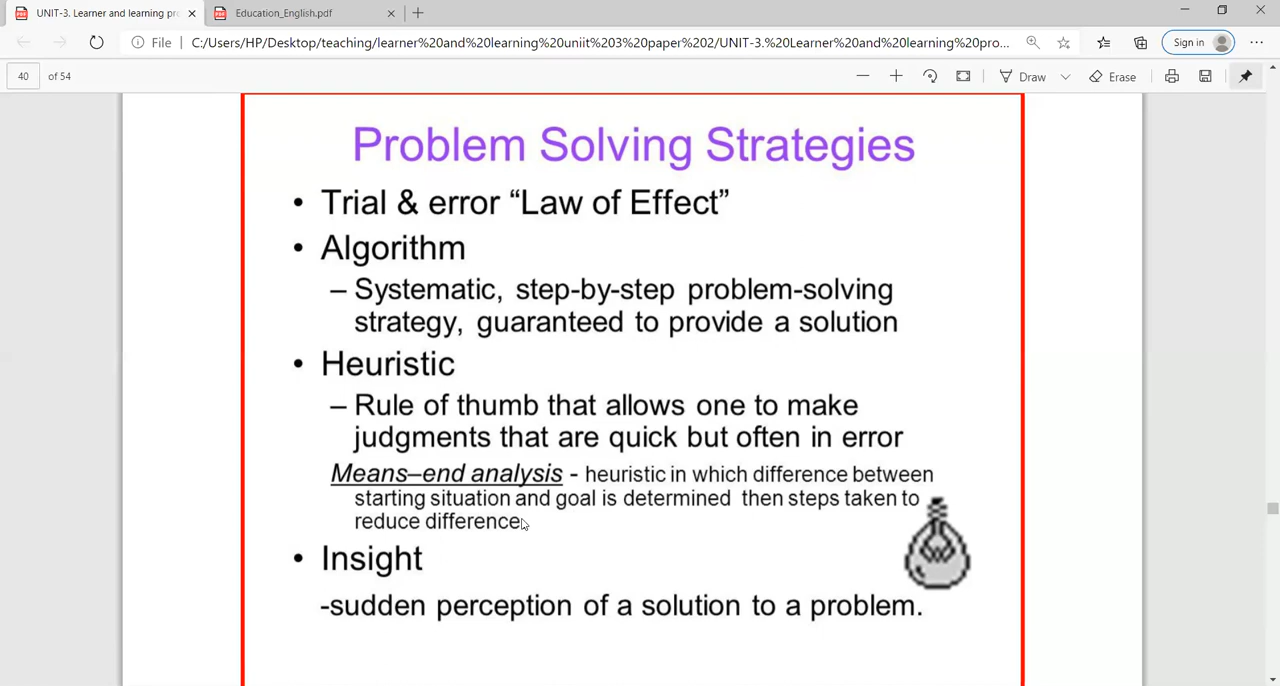 UNIT-3. Learner and learning pro
Education_English.pdf
File
C:/Users/HP/Desktop/teaching/learner%20and%20learning%20uniit%203%20paper%202/UNIT-3.%20Learner%20and%20learning%20pro...
Sign in
40 of 54
Draw
Erase
Problem Solving Strategies
• Trial & error “Law of Effect”
• Algorithm
– Systematic, step-by-step problem-solving
strategy, guaranteed to provide a solution
• Heuristic
– Rule of thumb that allows one to make
judgments that are quick but often in error
Means–end analysis - heuristic in which difference between
starting situation and goal is determined then steps taken to
reduce difference
• Insight
-sudden perception of a solution to a problem.